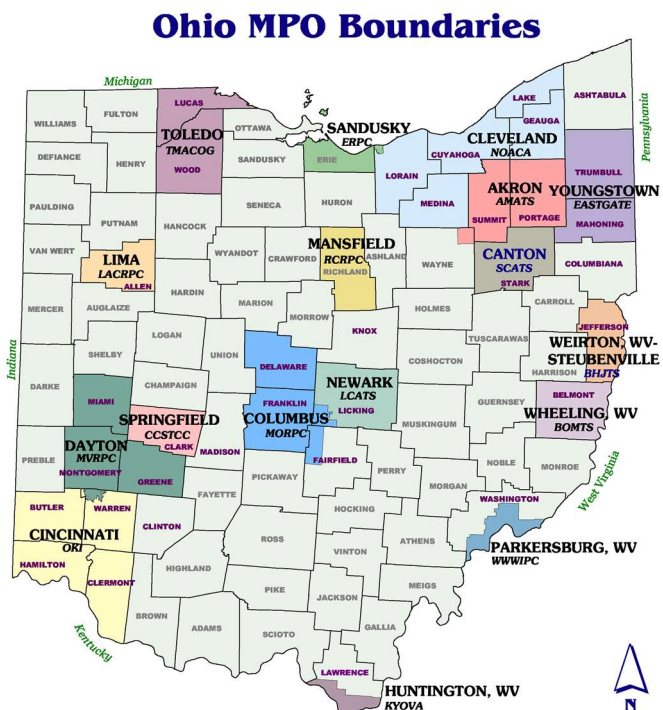 Ohio MPO Boundaries
Michigan
Pennsylvania
Indiana
Kentucky
West Virginia
WILLIAMS
FULTON
LUCAS
TOLEDO
TMACOG
WOOD
OTTAWA
SANDUSKY
ERPC
ERIE
LAKE
GEAUGA
ASHTABULA
CLEVELAND
NOACA
CUYAHOGA
LORAIN
MEDINA
DEFIANCE
HENRY
SANDUSKY
AKRON
AMATS
SUMMIT
PORTAGE
TRUMBULL
YOUNGSTOWN
EASTGATE
MAHONING
PAULDING
PUTNAM
HANCOCK
SENECA
HURON
VAN WERT
LIMA
LACRPC
ALLEN
WYANDOT
CRAWFORD
MANSFIELD
RCRPC
RICHLAND
ASHLAND
WAYNE
CANTON
SCATS
STARK
COLUMBIANA
MERCER
AUGLAIZE
HARDIN
MARION
MORROW
KNOX
HOLMES
TUSCARAWAS
CARROLL
JEFFERSON
WEIRTON, WV-
STEUBENVILLE
BHJTS
HARRISON
LOGAN
SHELBY
UNION
DELAWARE
COSHOCTON
DARKE
MIAMI
CHAMPAIGN
FRANKLIN
COLUMBUS
MORPC
NEWARK
LCATS
LICKING
GUERNSEY
BELMONT
WHEELING, WV
BOMTS
SPRINGFIELD
CCSTCC
CLARK
MADISON
MUSKINGUM
PREBLE
DAYTON
MVRPC
MONTGOMERY
GREENE
FAIRFIELD
PERRY
NOBLE
MONROE
PICKAWAY
FAYETTE
MORGAN
WASHINGTON
BUTLER
WARREN
CLINTON
HOCKING
CINCINNATI
OKI
HAMILTON
CLERMONT
HIGHLAND
ROSS
VINTON
ATHENS
PARKERSBURG, WV
WWWIPC
BROWN
ADAMS
PIKE
JACKSON
MEIGS
SCIOTO
GALLIA
LAWRENCE
HUNTINGTON, WV
KYOVA
N